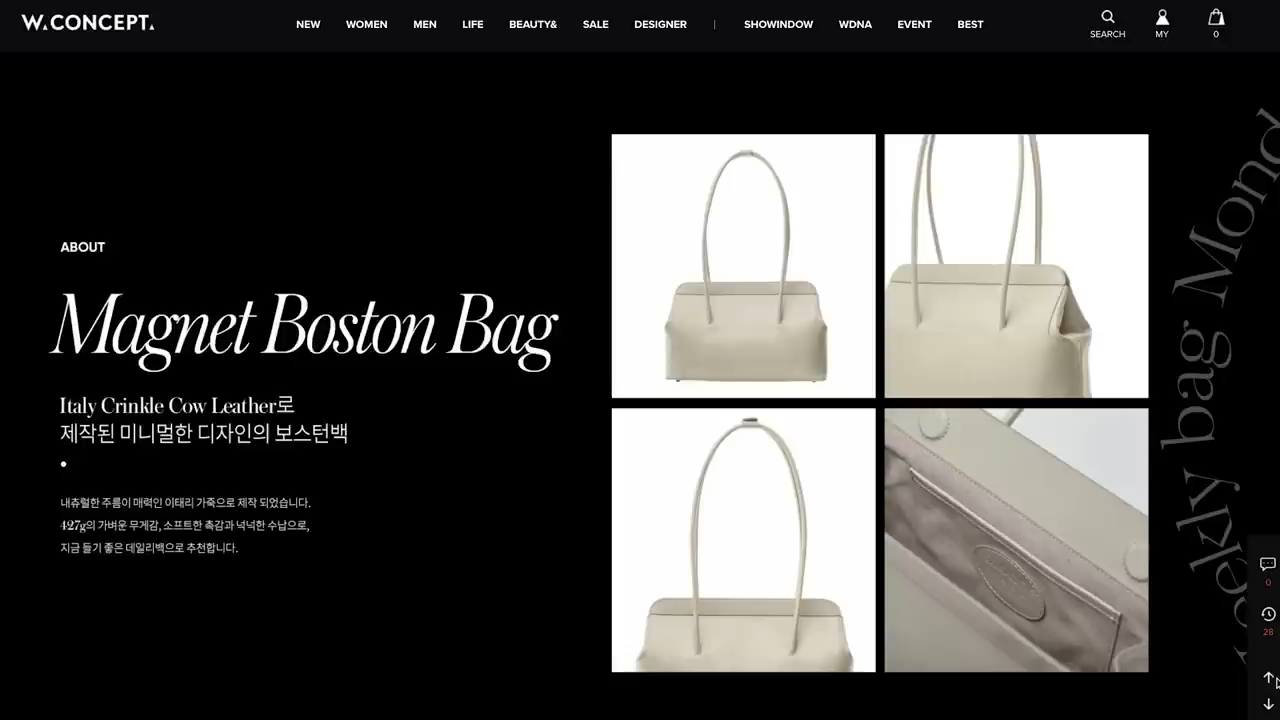 W.CONCEPT.
NEW WOMEN MEN LIFE BEAUTY& SALE DESIGNER | SHOWINDOW WDNA EVENT BEST
SEARCH MY 0
ABOUT
Magnet Boston Bag
Italy Crinkle Cow Leather로
제작된 미니멀한 디자인의 보스턴백
내츄럴한 주름이 매력인 이태리 가죽으로 제작 되었습니다.
427g의 가벼운 무게감, 소프트한 촉감과 넉넉한 수납으로,
지금 들기 좋은 데일리백으로 추천합니다.
eekly bag Mond
0
28